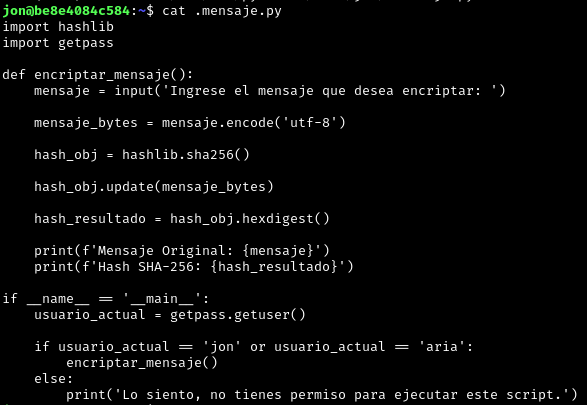 jon@be8e4084c584:~$ cat .mensaje.py
import hashlib
import getpass
def encriptar_mensaje():
    mensaje = input('Ingrese el mensaje que desea encriptar: ')
    mensaje_bytes = mensaje.encode('utf-8')
    hash_obj = hashlib.sha256()
    hash_obj.update(mensaje_bytes)
    hash_resultado = hash_obj.hexdigest()
    print(f'Mensaje Original: {mensaje}')
    print(f'Hash SHA-256: {hash_resultado}')
if __name__ == '__main__':
    usuario_actual = getpass.getuser()
    if usuario_actual == 'jon' or usuario_actual == 'aria':
        encriptar_mensaje()
    else:
        print('Lo siento, no tienes permiso para ejecutar este script.')